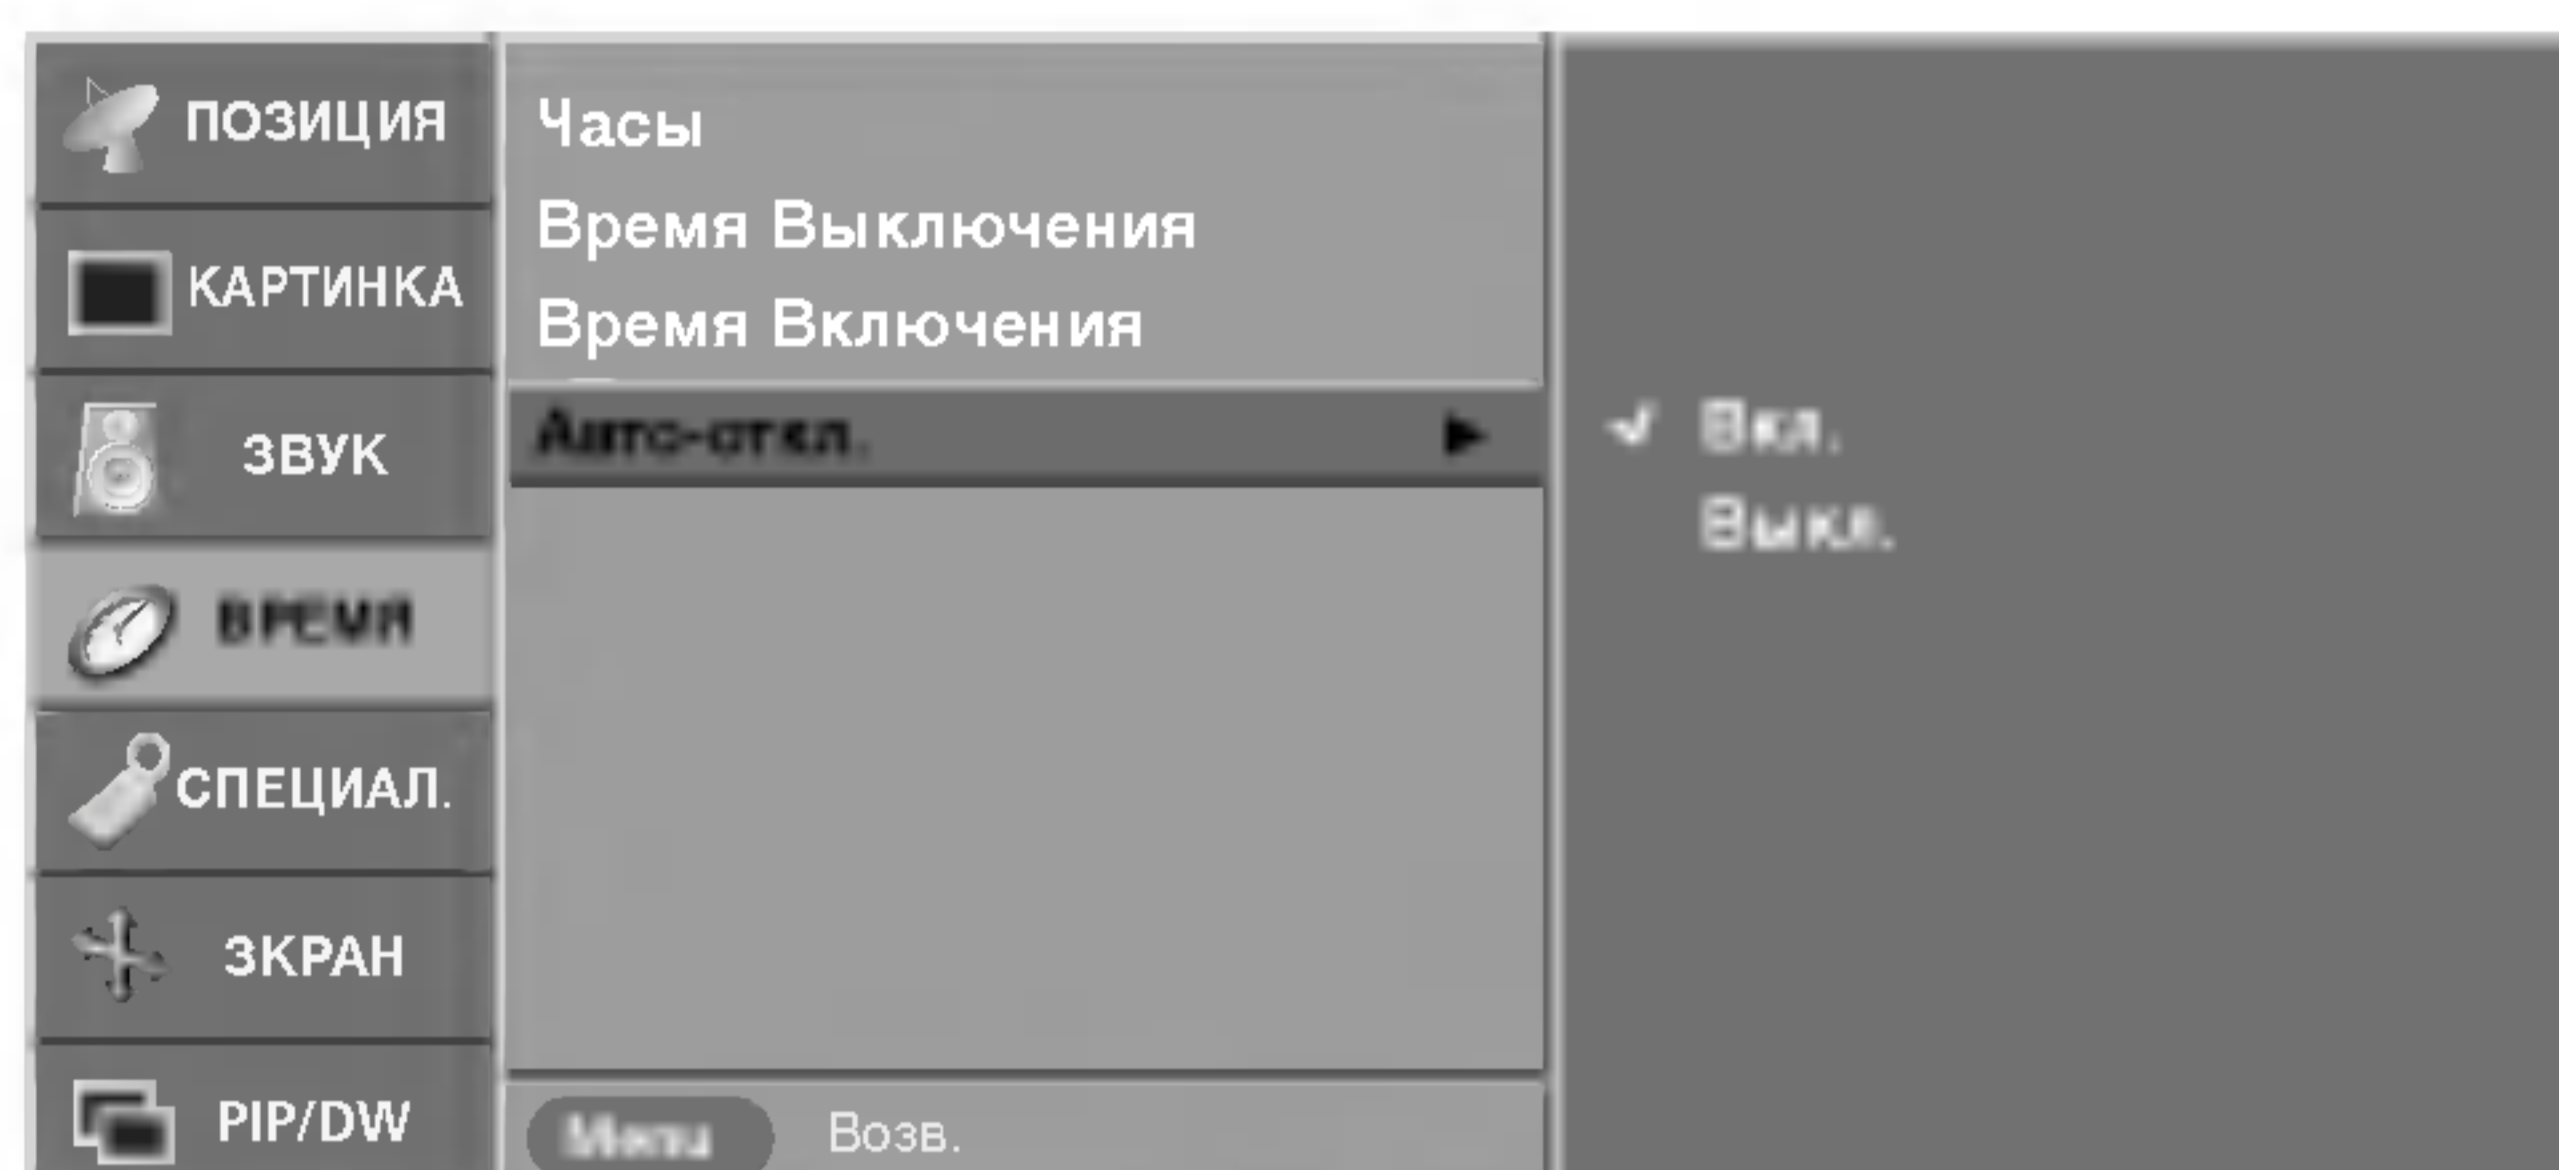 ПОЗИЦИЯ
КАРТИНКА
ЗВУК
ВРЕМЯ
СПЕЦИАЛ.
ЗКРАН
PIP/DW
Часы
Время Выключения
Время Включения
Авто-откл.
Menu Возв.
Вкл.
Выкл.